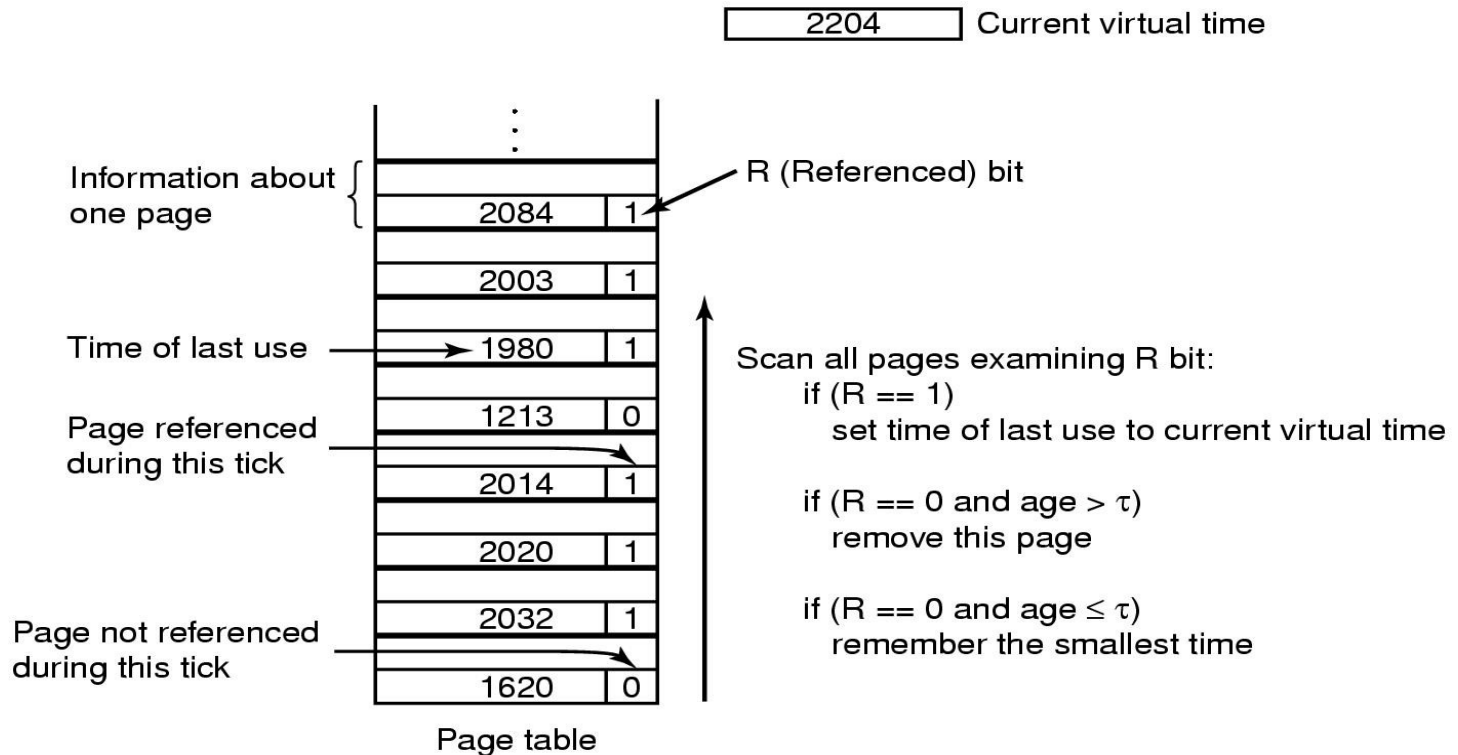 2204 Current virtual time
Information about
one page
R (Referenced) bit
2084 1
2003 1
Time of last use
1980 1
Scan all pages examining R bit:
if (R == 1)
set time of last use to current virtual time
1213 0
Page referenced
during this tick
2014 1
if (R == 0 and age > τ)
remove this page
2020 1
2032 1
if (R == 0 and age ≤ τ)
remember the smallest time
Page not referenced
during this tick
1620 0
Page table